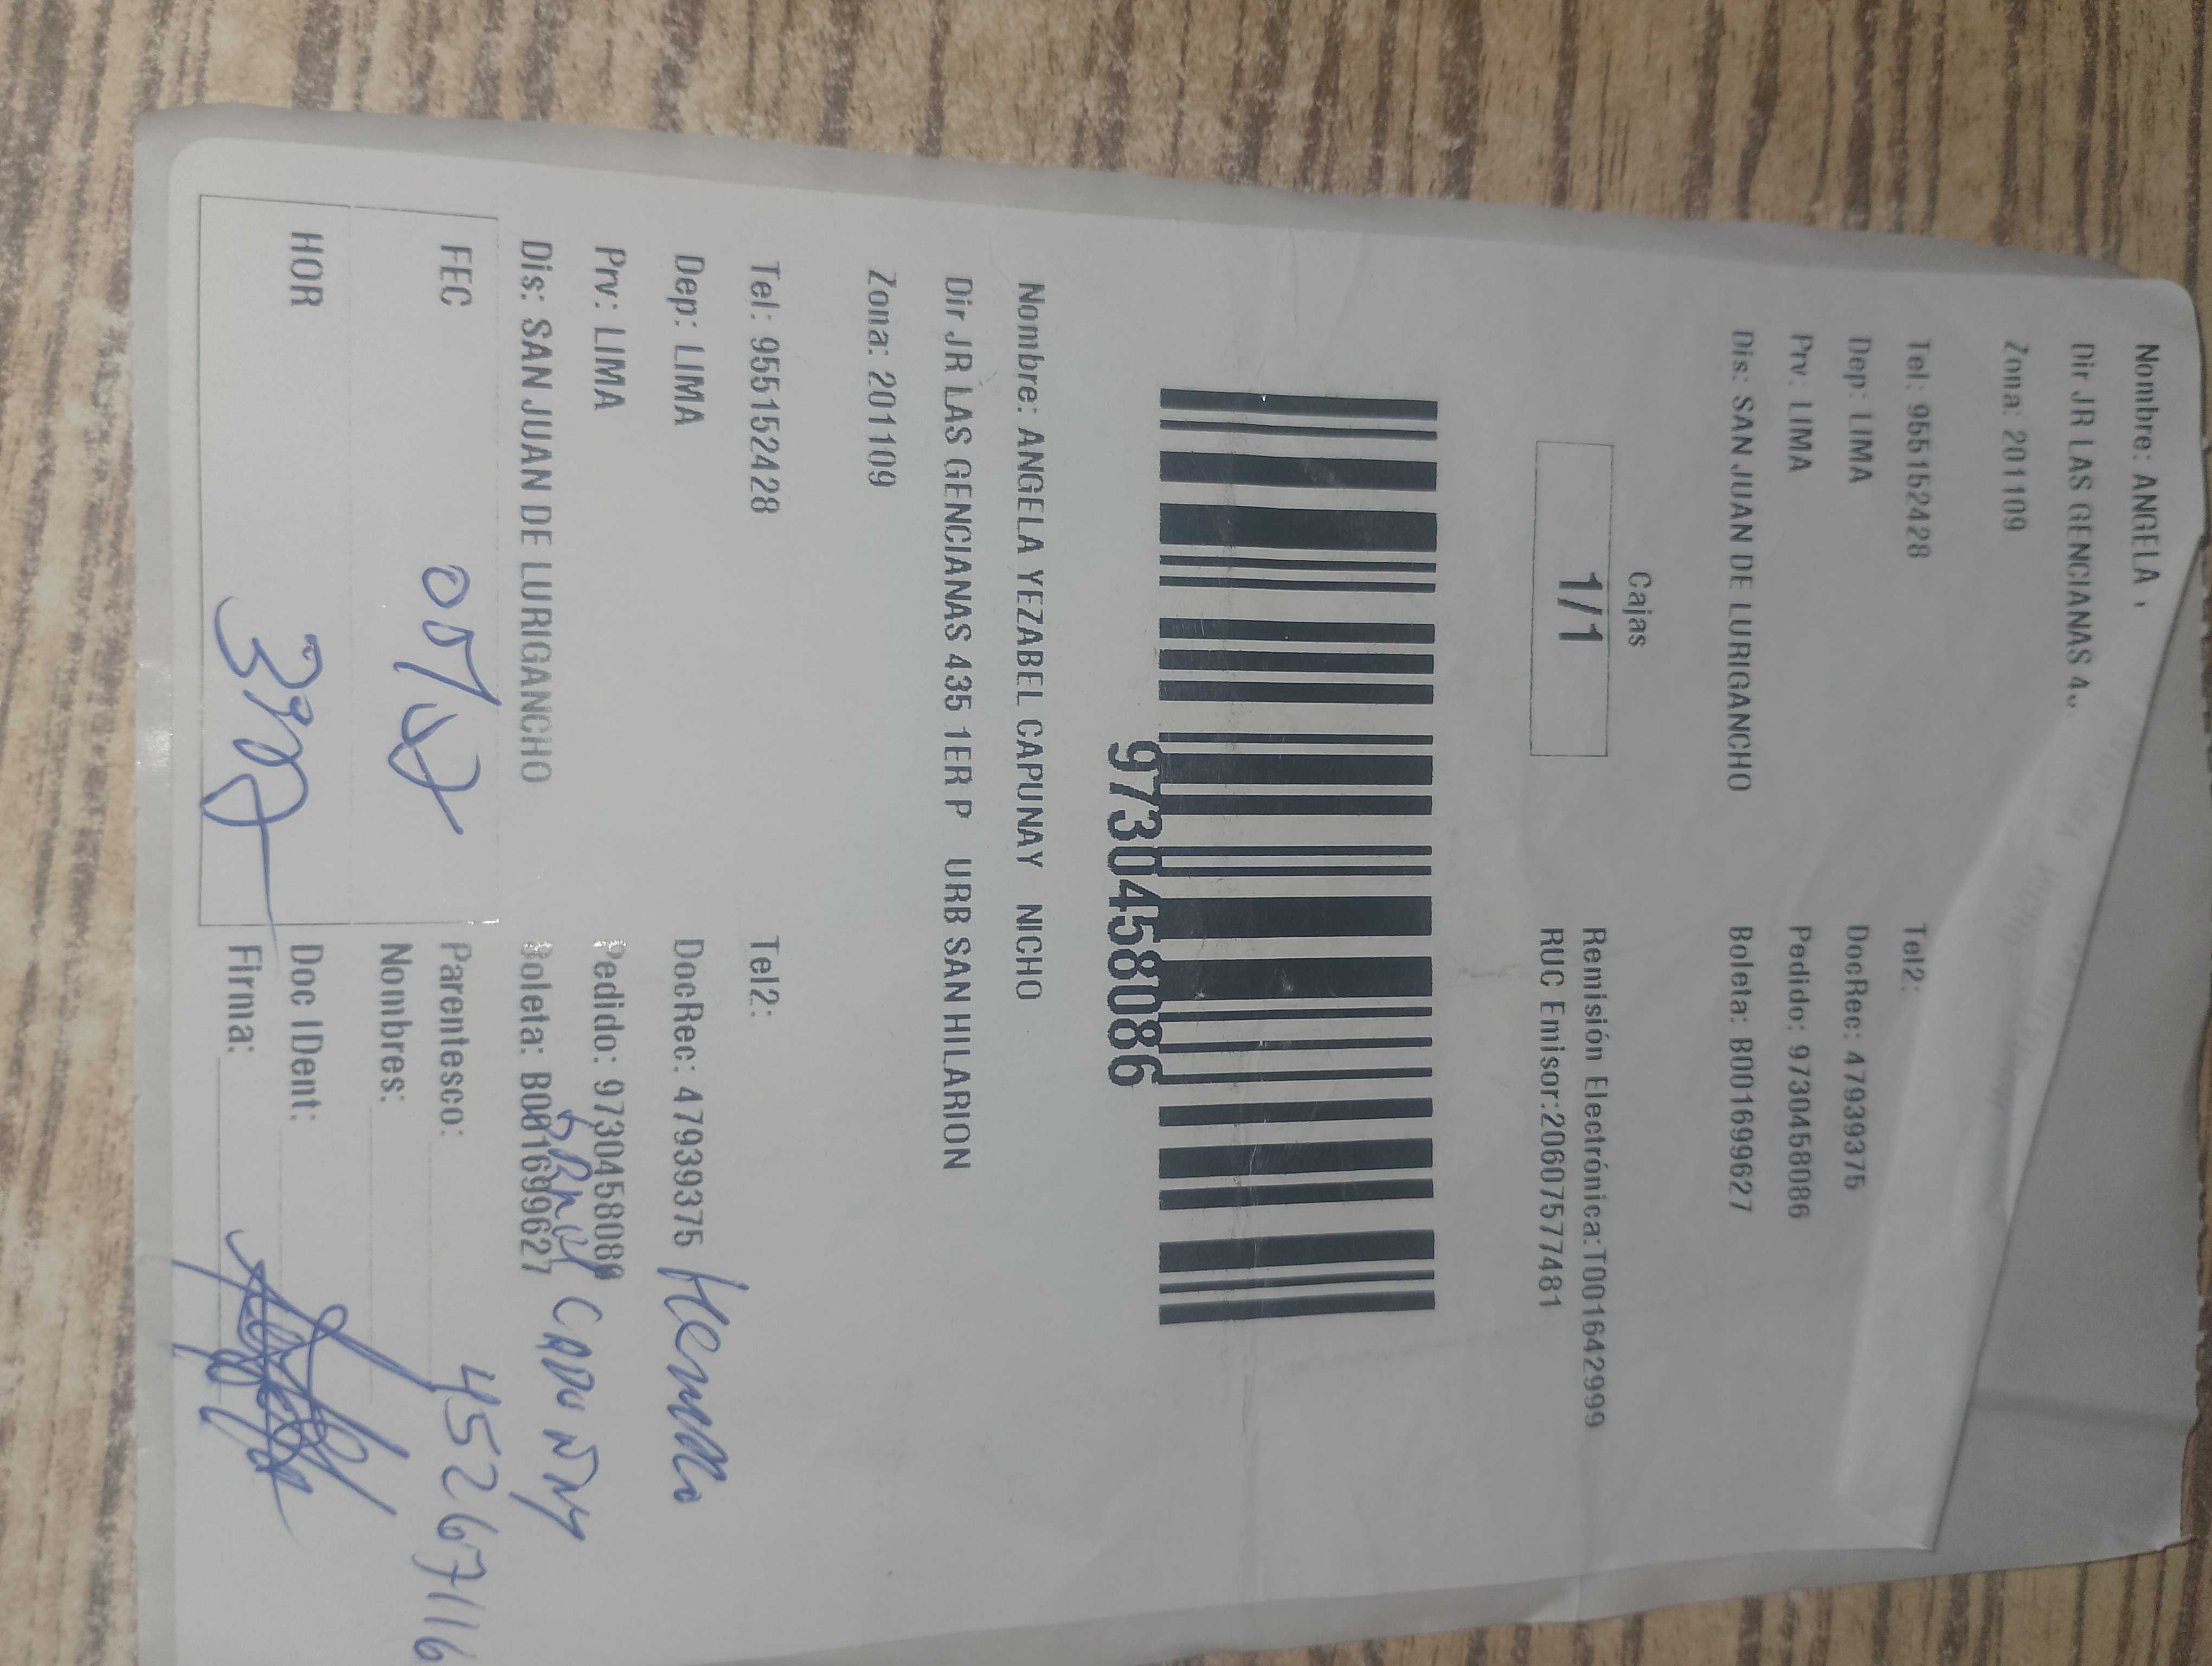 Nombre: ANGELA
Dir JR LAS GENCIANAS
Zona: 201109
Tel: 955152428 Tel2:
Dep: LIMA DocRec: 47939375
Prv: LIMA Pedido: 9730458086
Dis: SAN JUAN DE LURIGANCHO Boleta: B001699627
Cajas Remisión Electrónica:T001642999
1/1 RUC Emisor:20607577481
9730458086
Nombre: ANGELA YEZABEL CAPUNAY NICHO
Dir JR LAS GENCIANAS 435 1ER P URB SAN HILARION
Zona: 201109
Tel: 955152428 Tel2:
Dep: LIMA DocRec: 47939375
Prv: LIMA Pedido: 9730458086
Dis: SAN JUAN DE LURIGANCHO Boleta: B001699627
FEC Parentesco: 45267116
Nombres:
HOR Doc IDent:
Firma: